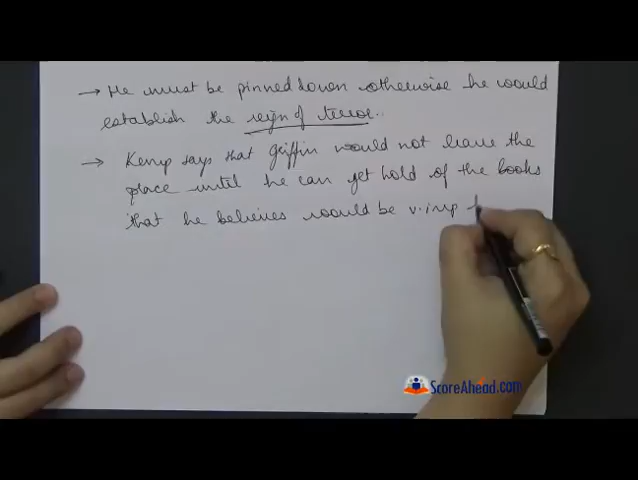 → He must be pinned down otherwise he would
establish the reign of terror..
→ Kemp says that Griffin would not leave the
place until he can get hold of the books
that he believes would be v.imp
ScoreAhead.com